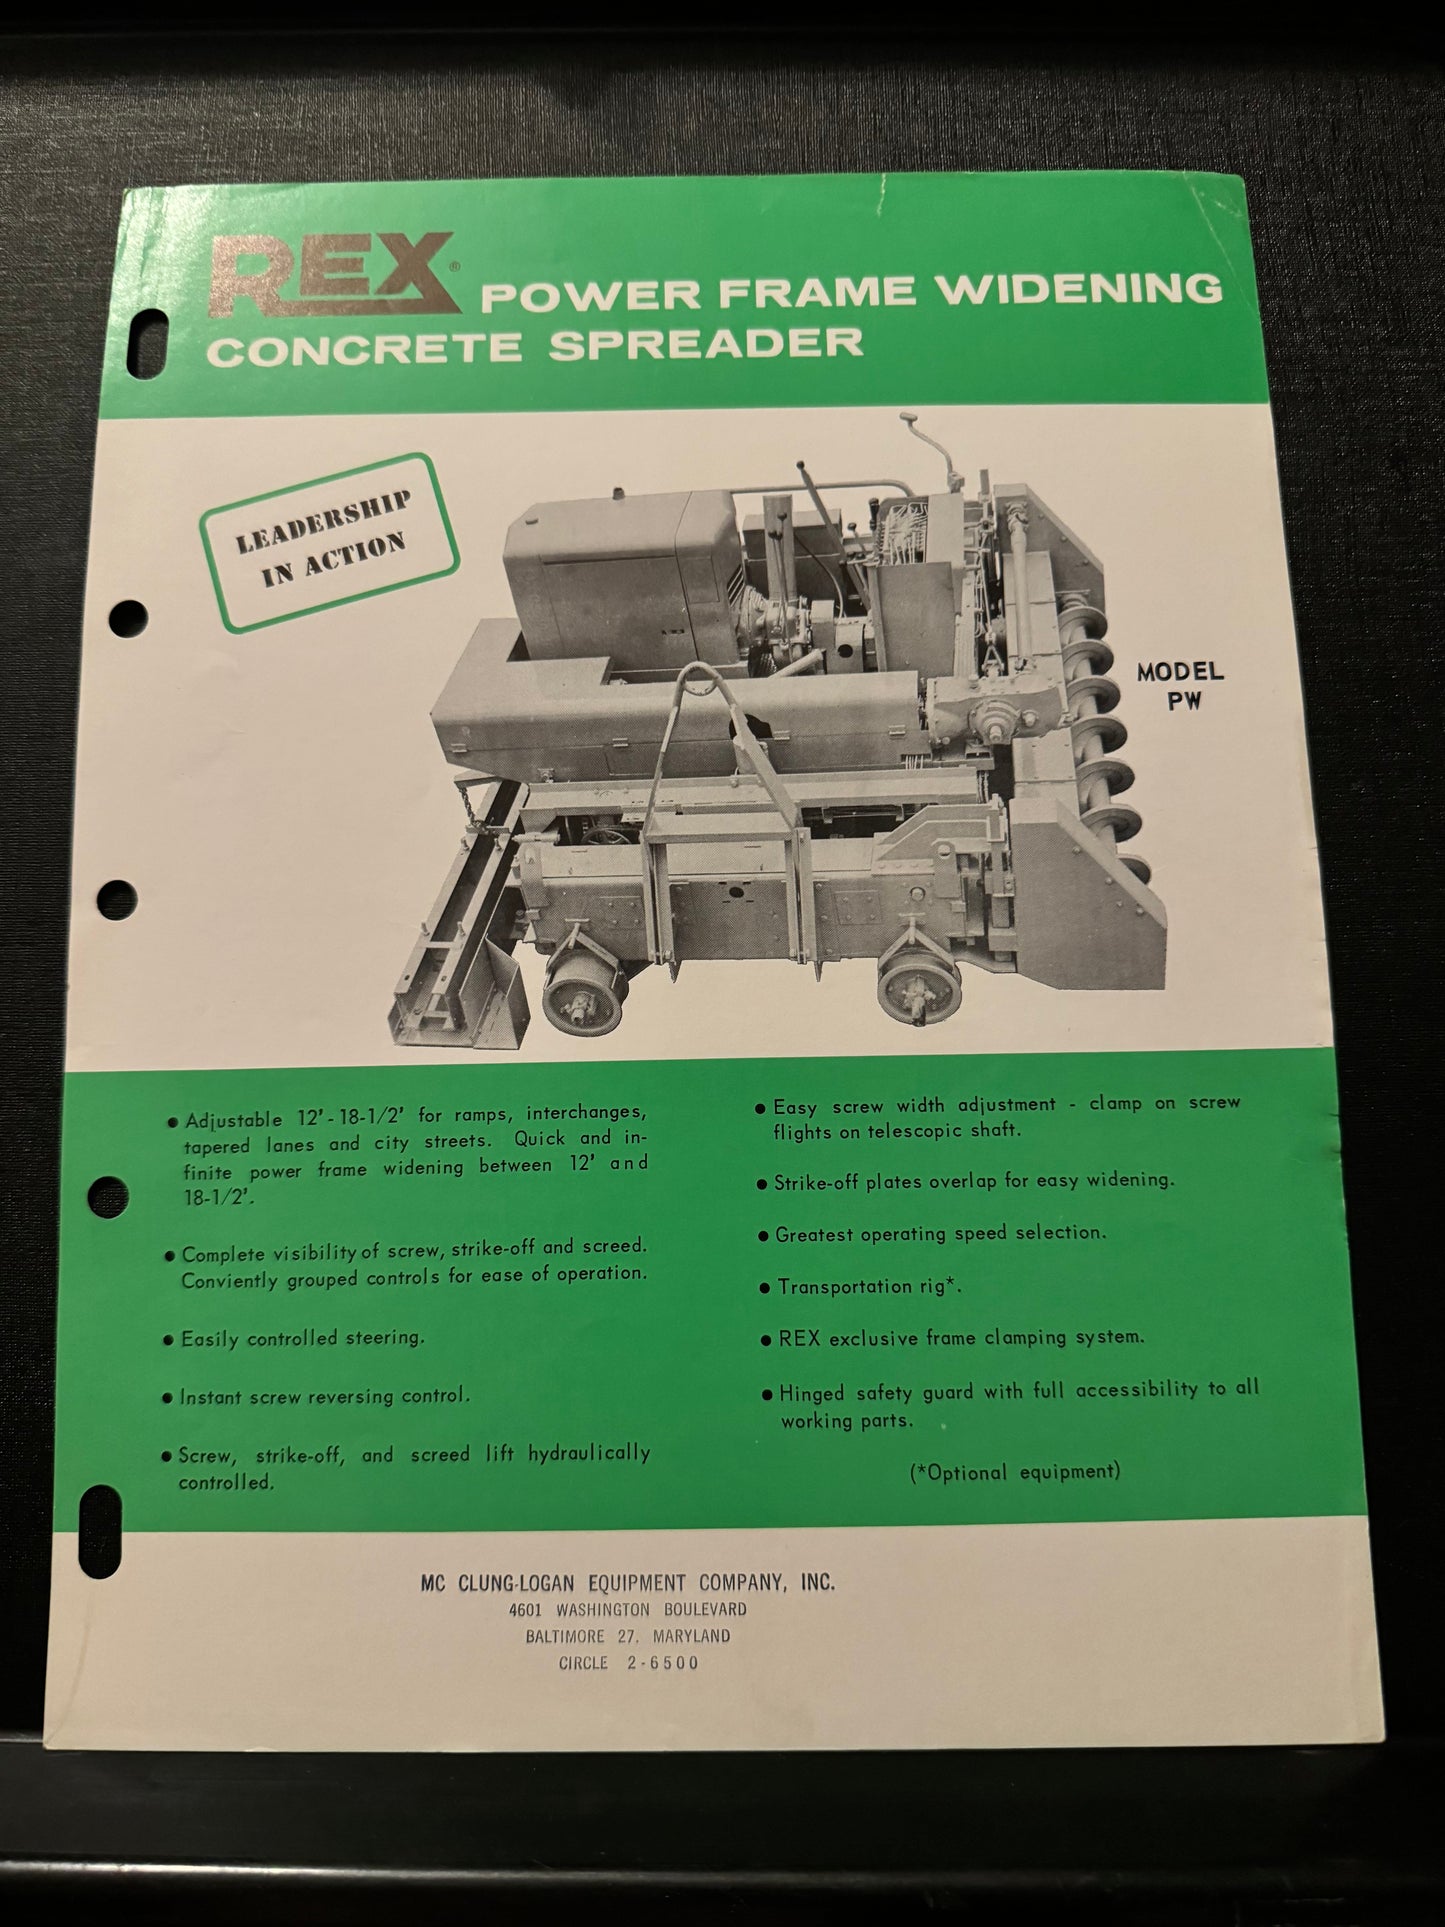 REX® POWER FRAME WIDENING
CONCRETE SPREADER
LEADERSHIP
IN ACTION
MODEL
PW
• Adjustable 12'-18-1/2' for ramps, interchanges,
tapered lanes and city streets. Quick and in-
finite power frame widening between 12' and
18-1/2'.
• Complete visibility of screw, strike-off and screed.
Conviently grouped controls for ease of operation.
• Easily controlled steering.
• Instant screw reversing control.
• Screw, strike-off, and screed lift hydraulically
controlled.
• Easy screw width adjustment - clamp on screw
flights on telescopic shaft.
• Strike-off plates overlap for easy widening.
• Greatest operating speed selection.
• Transportation rig*.
• REX exclusive frame clamping system.
• Hinged safety guard with full accessibility to all
working parts.
(*Optional equipment)
MC CLUNG-LOGAN EQUIPMENT COMPANY, INC.
4601 WASHINGTON BOULEVARD
BALTIMORE 27, MARYLAND
CIRCLE 2-6500